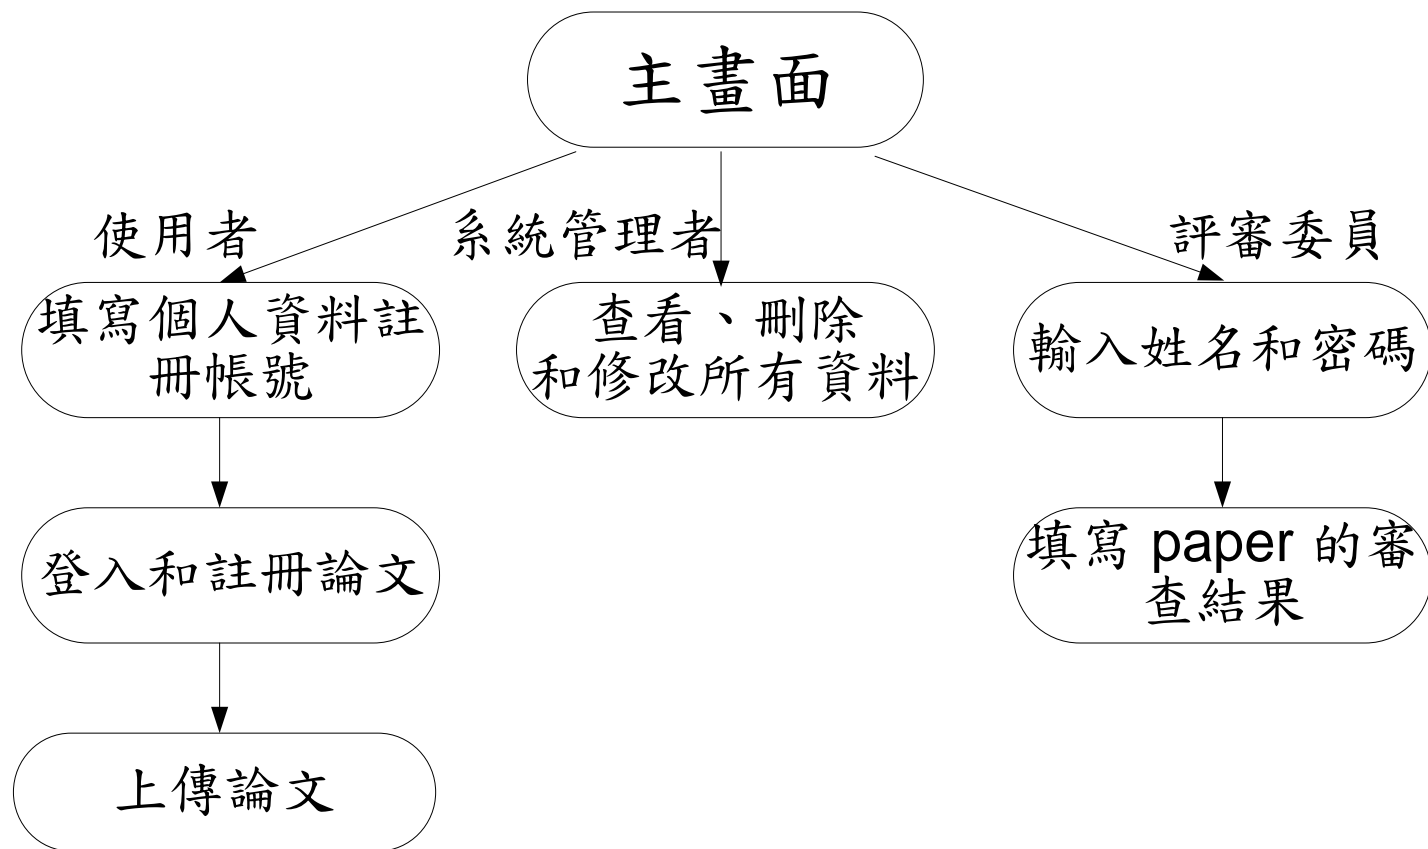 主畫面
使用者
系統管理者
評審委員
填寫個人資料註
冊帳號
查看、刪除
和修改所有資料
輸入姓名和密碼
登入和註冊論文
填寫 paper 的審
查結果
上傳論文